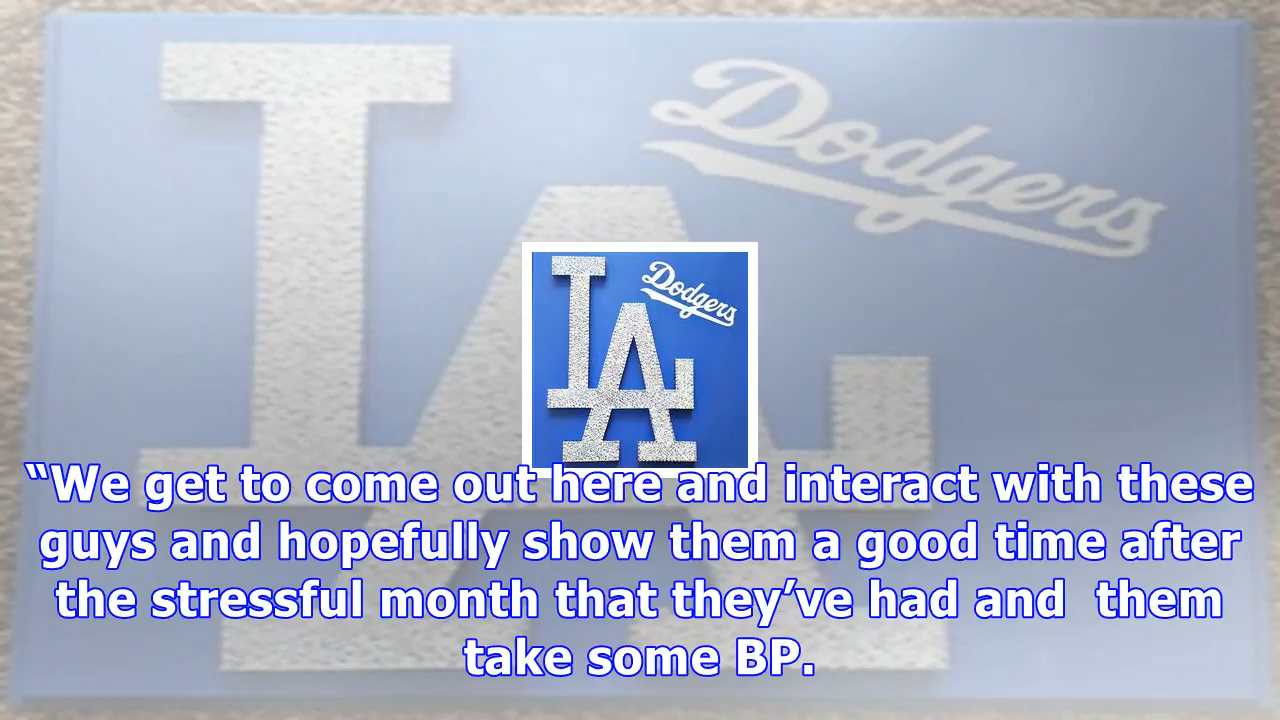 LA
Dodgers
LA
Dodgers
“We get to come out here and interact with these
guys and hopefully show them a good time after
the stressful month that they’ve had and  them
take some BP.